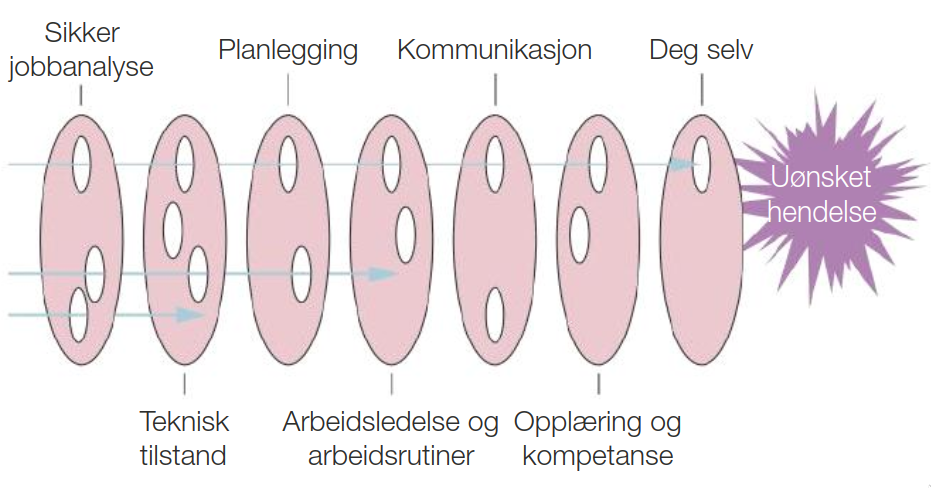 Sikker
jobbanalyse
Planlegging
Kommunikasjon
Deg selv
Uønsket
hendelse
Teknisk
tilstand
Arbeidsledelse og
arbeidsrutiner
Opplæring og
kompetanse